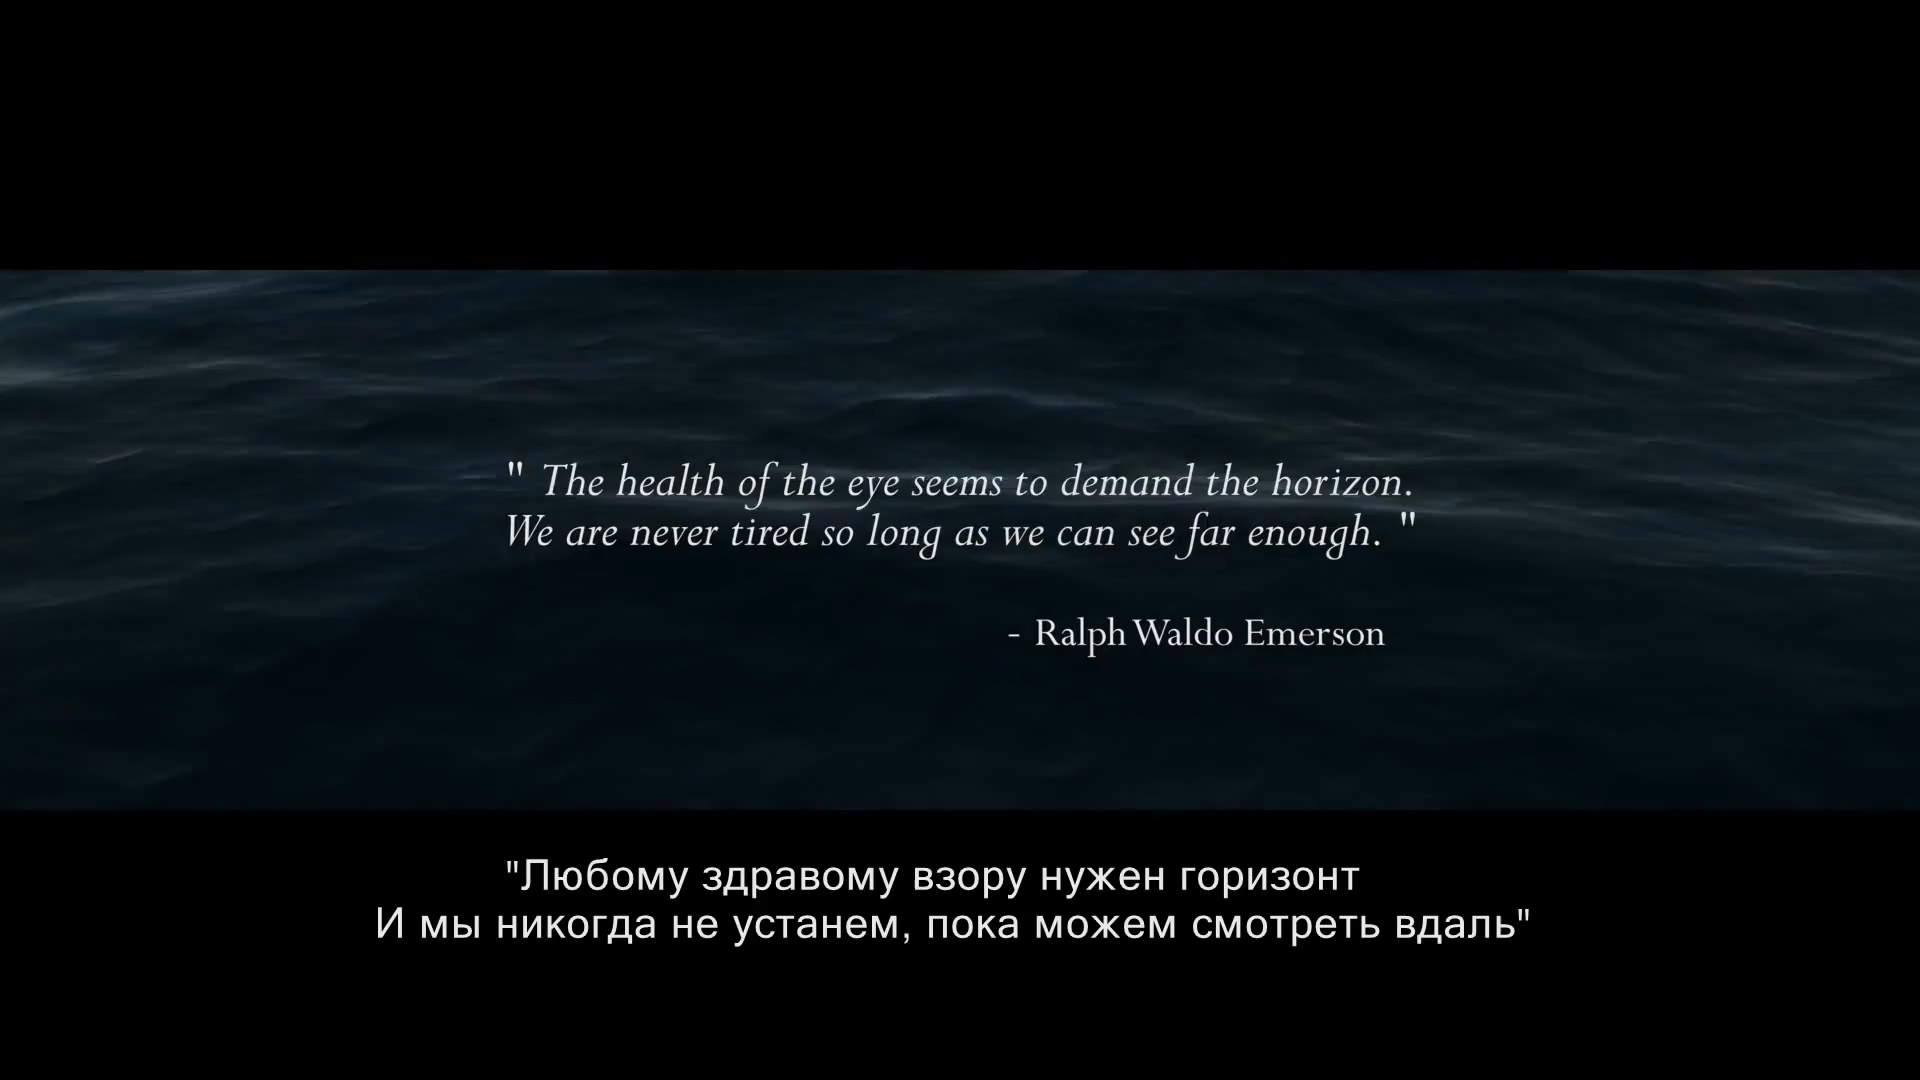 " The health of the eye seems to demand the horizon.
We are never tired so long as we can see far enough. "
- Ralph Waldo Emerson
"Любому здравому взору нужен горизонт
И мы никогда не устанем, пока можем смотреть вдаль"